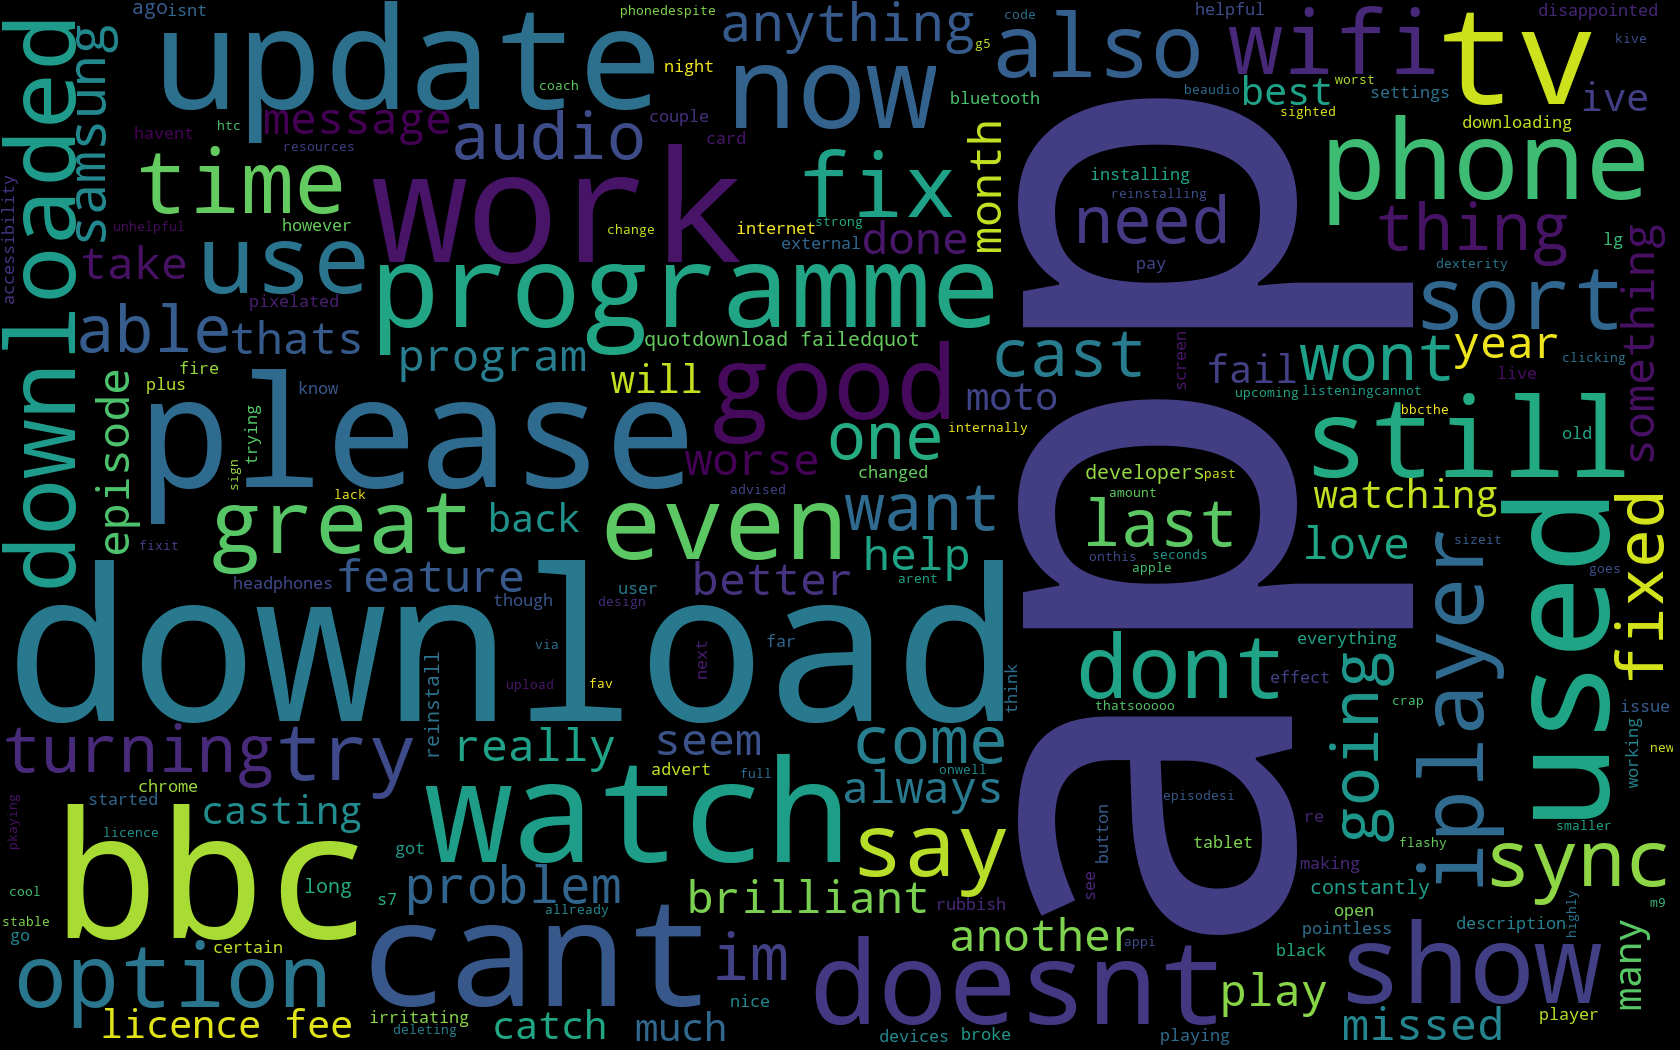 ago isnt
phonedespite
anything
g5
code
also
helpful
wifi
tv
disappointed
kive
downloaded
samsung
update
coach
night
now
bluetooth
beaudio
best
worst
sighted
settings
ive
havent
htc
message
resources
audio
couple
card
month
downloading
phone
accessibility
time
work
fix
strong
installing
reinstalling
need
pay
thing
lg
something
unhelpful
however
change
internet
external
done
take
use
programme
app
dexterity
sort
pixelated
able
thats
program
quotdownload failedquot
cast
screen
fail
wont
year
clicking
live
fire
plus
know
will
good
moto
upcoming
listeningcannot
bbcthe
episode
please
trying
sign
one
internally
still
old
worse
changed
developers
past
lack
advised
amount
last
watching
used
fixed
great
back
even
want
help
onthis
seconds
apple
love
iplayer
sizeit
fixit
headphones
feature
though
user
design
better
arent
goes
download
via
next
far
upload
fav
think
dont
everything
effect
thatsooooo
going
crap
issue
working
new
turning
try
reinstall
really
seem
advert
full
come
onwell
always
chrome
started
casting
pkaying
licence
bbc
watch
say
episodesi
button
see
tablet
re
making
flashy
smaller
sync
got
cool
long
s7
problem
brilliant
rubbish
constantly
open
pointless
description
highly
m9
stable
go
certain
allready
cant
im
another
appi
black
many
option
nice
doesnt
play
show
player
licence fee
irritating
deleting
catch
much
devices
broke
playing
missed